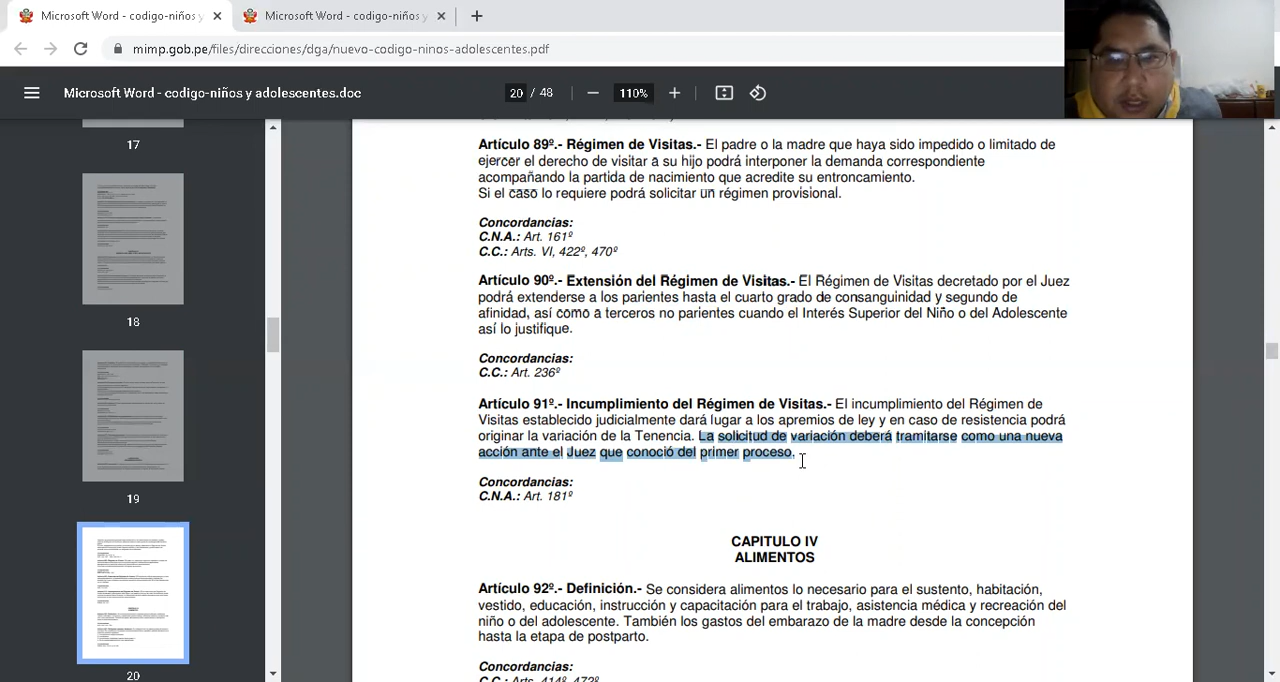 Microsoft Word - codigo-niños y
Microsoft Word - codigo-niños y
mimp.gob.pe/files/direcciones/dga/nuevo-codigo-ninos-adolescentes.pdf
Microsoft Word - codigo-niños y adolescentes.doc
20 / 48
110%
17
18
19
20
Artículo 89º.- Régimen de Visitas.- El padre o la madre que haya sido impedido o limitado de
ejercer el derecho de visitar a su hijo podrá interponer la demanda correspondiente
acompañando la partida de nacimiento que acredite su entroncamiento.
Si el caso lo requiere podrá solicitar un régimen provisional.
Concordancias:
C.N.A.: Art. 161º
C.C.: Arts. VI, 422º, 470º
Artículo 90º.- Extensión del Régimen de Visitas.- El Régimen de Visitas decretado por el Juez
podrá extenderse a los parientes hasta el cuarto grado de consanguinidad y segundo de
afinidad, así como a terceros no parientes cuando el Interés Superior del Niño o del Adolescente
así lo justifique.
Concordancias:
C.C.: Art. 236º
Artículo 91º.- Incumplimiento del Régimen de Visitas.- El incumplimiento del Régimen de
Visitas establecido judicialmente dará lugar a los apremios de ley y en caso de resistencia podrá
originar la variación de la Tenencia. La solicitud de variación deberá tramitarse como una nueva
acción ante el Juez que conoció del primer proceso.
Concordancias:
C.N.A.: Art. 181º
CAPITULO IV
ALIMENTOS
Artículo 92º.- Definición.- Se considera alimentos lo necesario para el sustento, habitación,
vestido, educación, instrucción y capacitación para el trabajo, asistencia médica y recreación del
niño o del adolescente. También los gastos del embarazo de la madre desde la concepción
hasta la etapa de postparto.
Concordancias:
C.C.: Arts. 414º, 472º